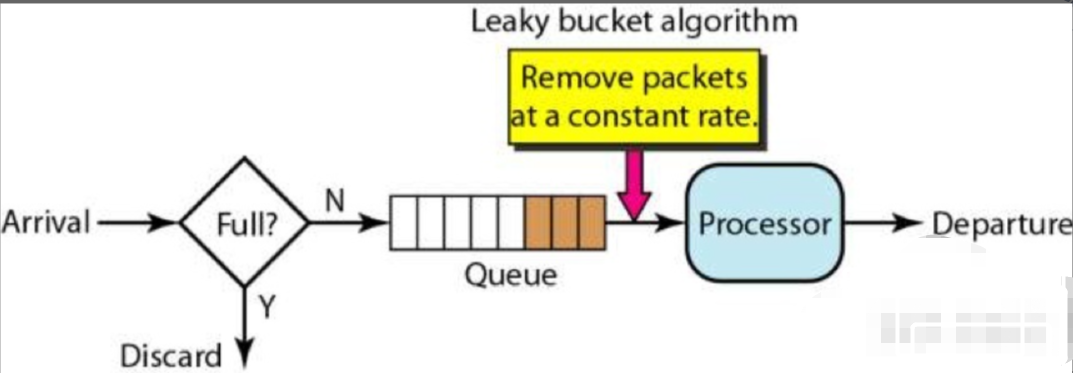 Leaky bucket algorithm
Remove packets
at a constant rate.
Arrival
Full?
N
Queue
Processor
Departure
Y
Discard